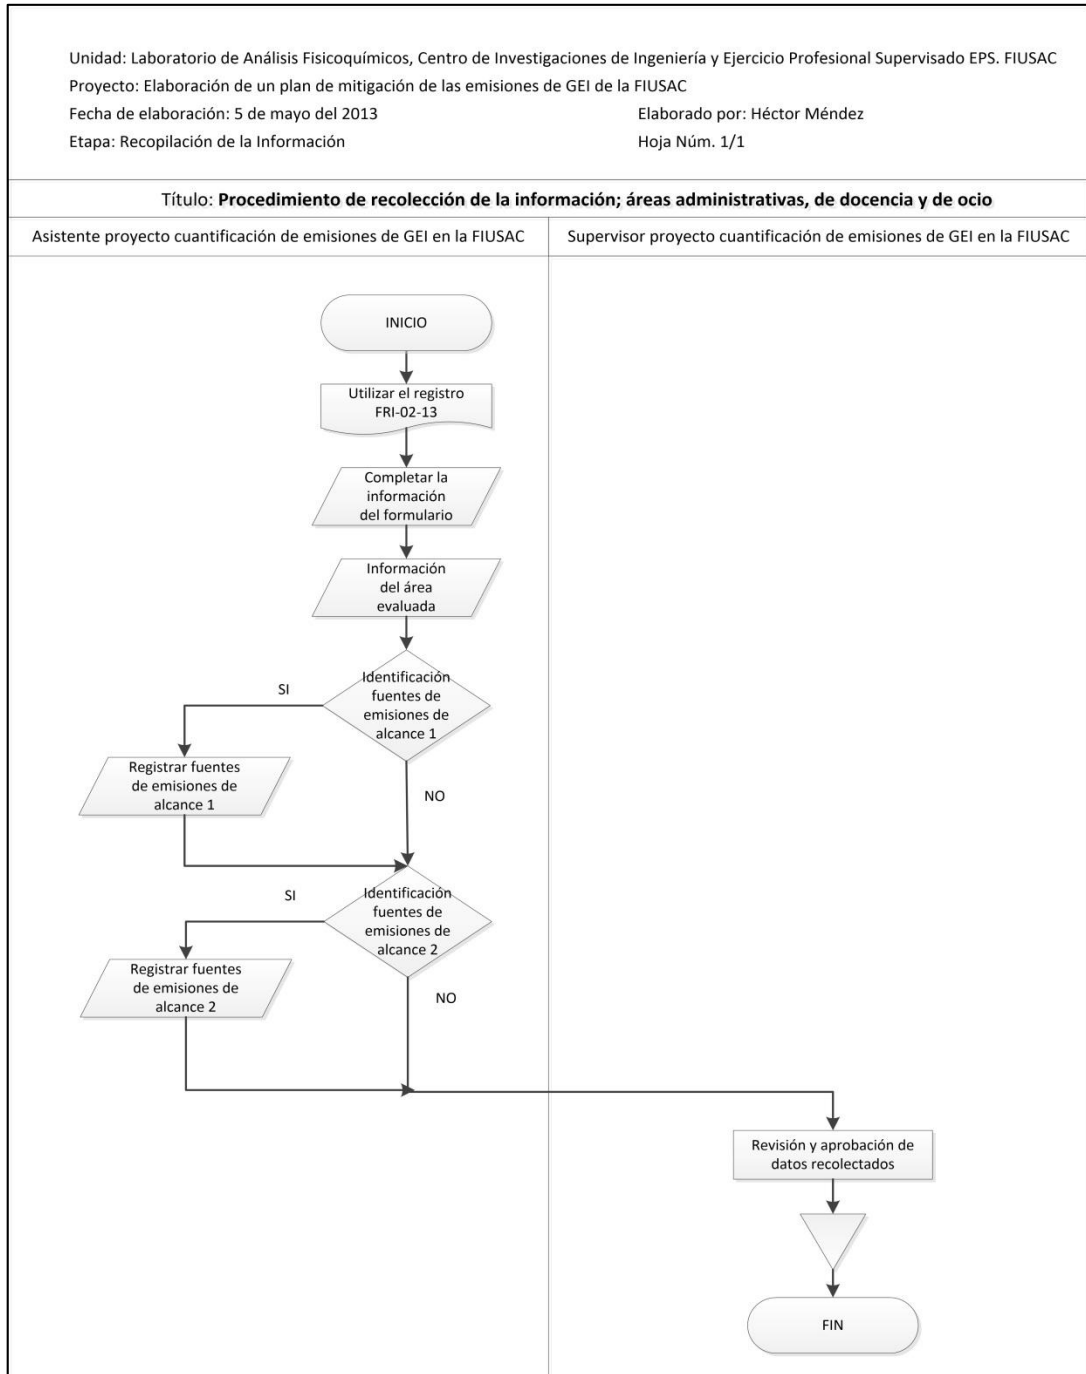 Unidad: Laboratorio de Análisis Fisicoquímicos, Centro de Investigaciones de Ingeniería y Ejercicio Profesional Supervisado EPS. FIUSAC
Proyecto: Elaboración de un plan de mitigación de las emisiones de GEI de la FIUSAC
Fecha de elaboración: 5 de mayo del 2013
Elaborado por: Héctor Méndez
Etapa: Recopilación de la Información
Hoja Núm. 1/1
Título: Procedimiento de recolección de la información; áreas administrativas, de docencia y de ocio
Asistente proyecto cuantificación de emisiones de GEI en la FIUSAC
Supervisor proyecto cuantificación de emisiones de GEI en la FIUSAC
INICIO
Utilizar el registro
FRI-02-13
Completar la
información
del formulario
Información
del área
evaluada
Identificación
fuentes de
emisiones de
alcance 1
SI
Registrar fuentes
de emisiones de
alcance 1
NO
Identificación
fuentes de
emisiones de
alcance 2
SI
Registrar fuentes
de emisiones de
alcance 2
NO
Revisión y aprobación de
datos recolectados
FIN